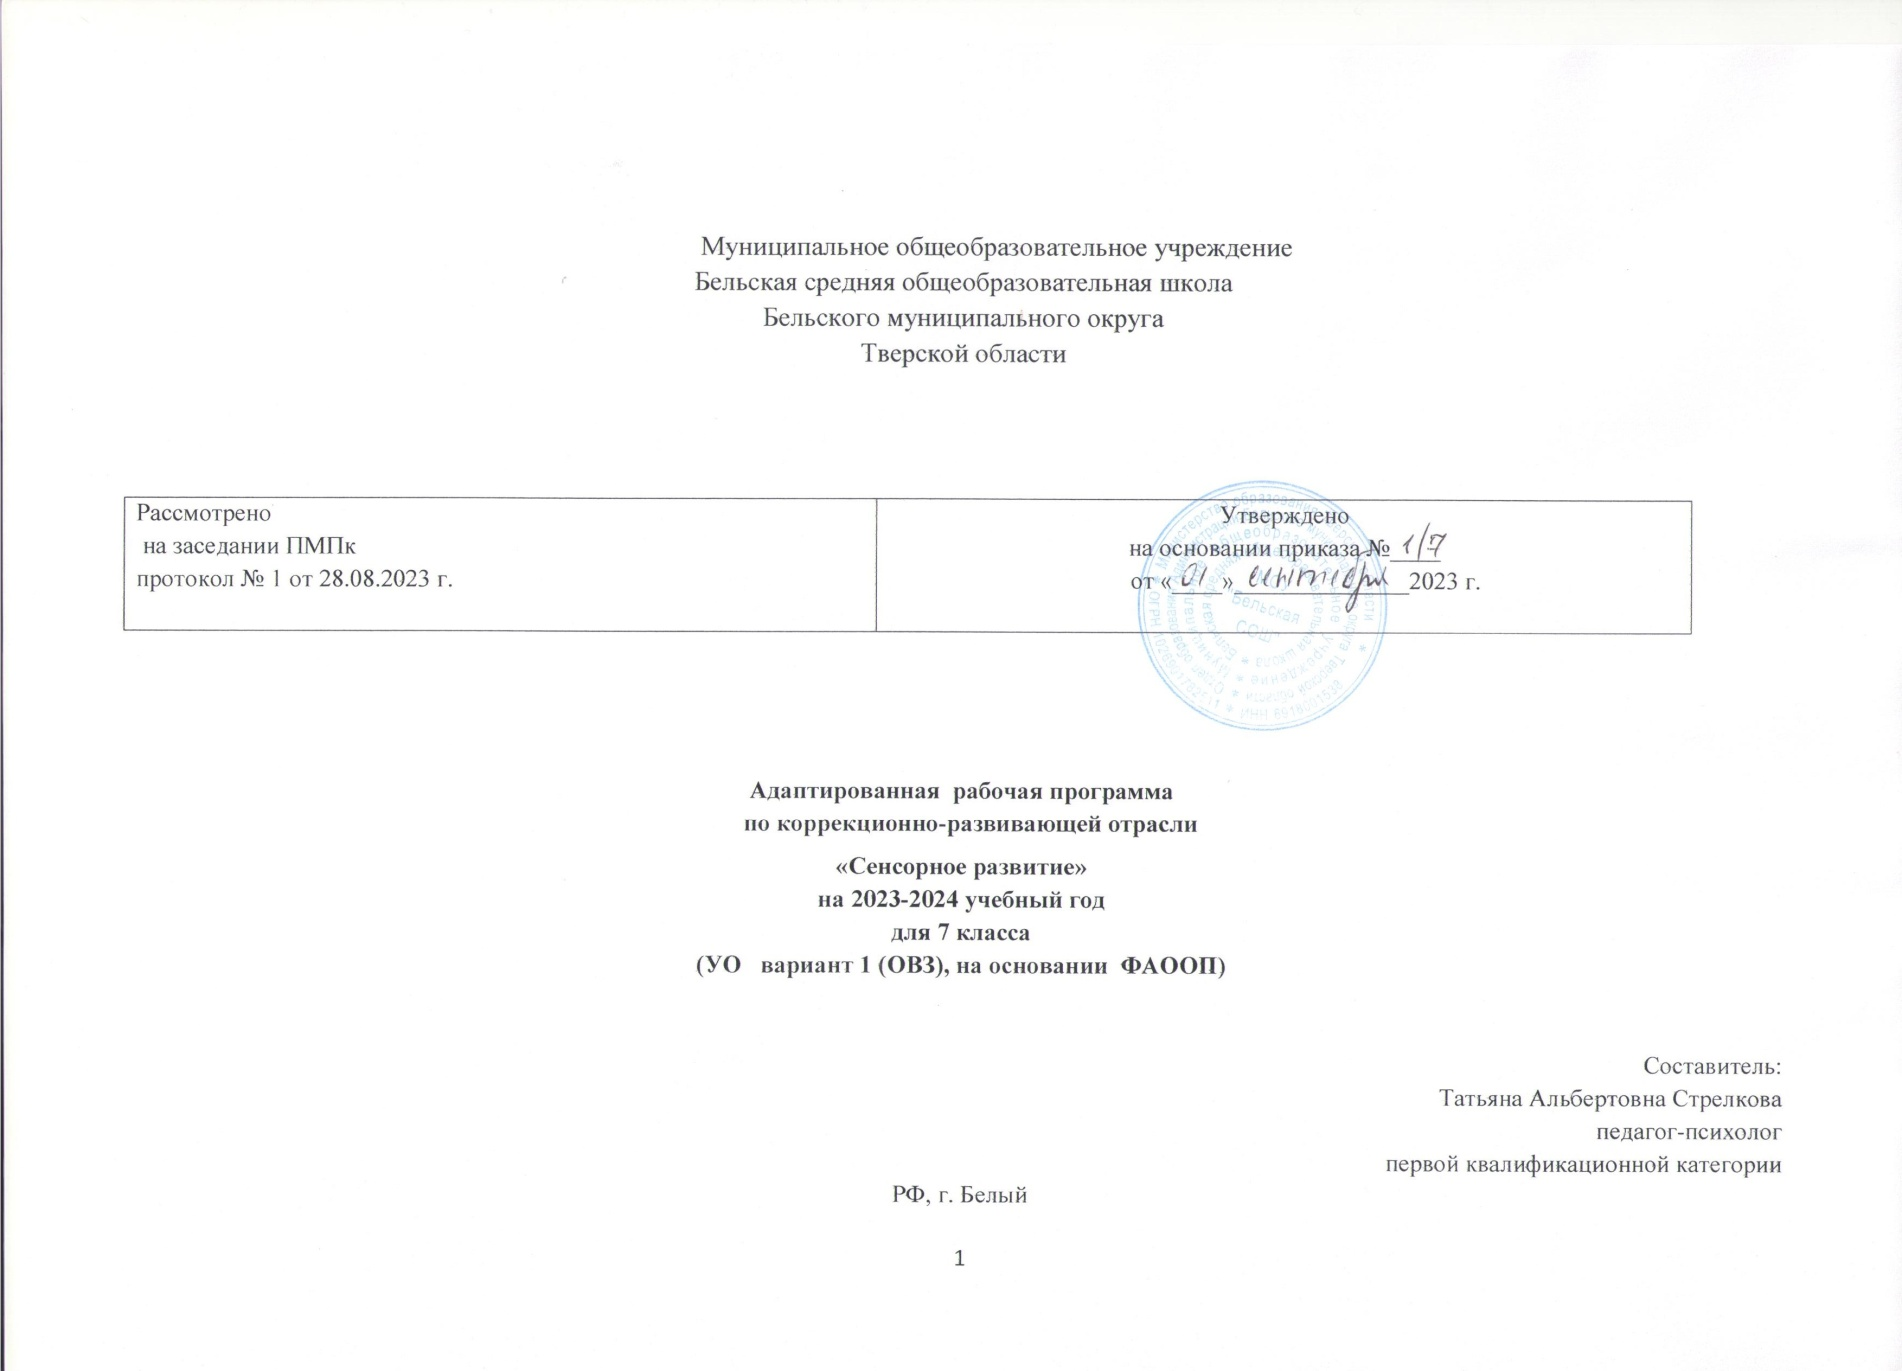 Муниципальное общеобразовательное учреждение
Бельская средняя общеобразовательная школа
Бельского муниципального округа
Тверской области
Рассмотрено
на заседании ПМПк
протокол № 1 от 28.08.2023 г.
Утверждено
на основании приказа № 1/7
от «01» сентября 2023 г.
"Бельская
СОШ"
Адаптированная рабочая программа
по коррекционно-развивающей отрасли
«Сенсорное развитие»
на 2023-2024 учебный год
для 7 класса
(УО вариант 1 (ОВЗ), на основании ФАООП)
Составитель:
Татьяна Альбертовна Стрелкова
педагог-психолог
первой квалификационной категории
РФ, г. Белый
1